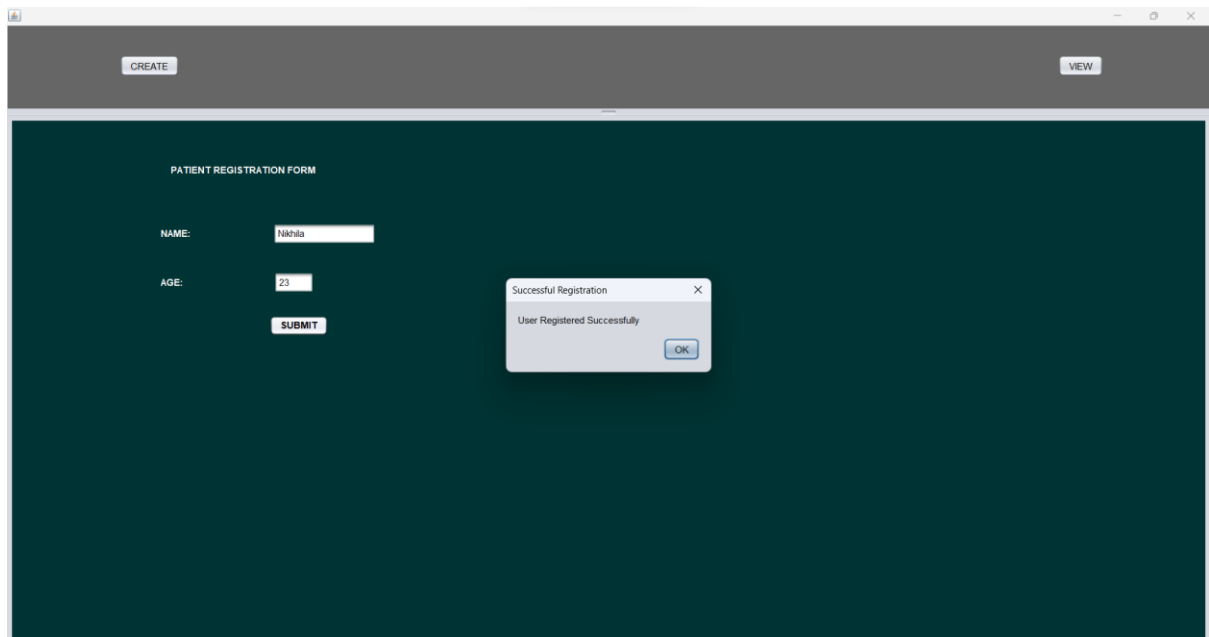 CREATE
VIEW
PATIENT REGISTRATION FORM
NAME:
Nikhila
AGE:
23
SUBMIT
Successful Registration
User Registered Successfully
OK